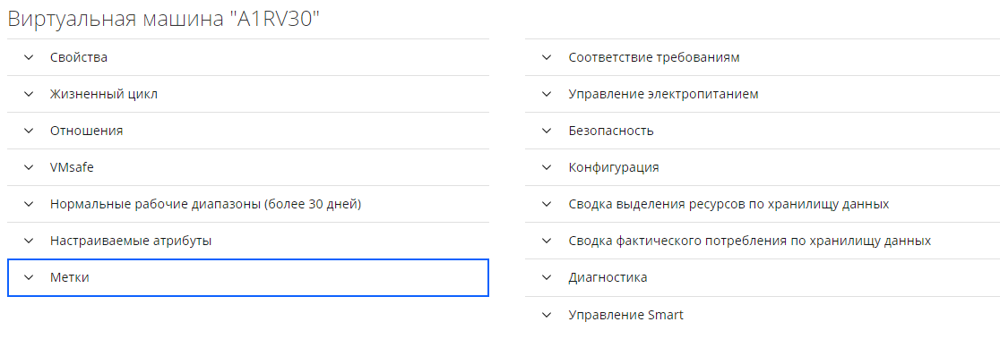 Виртуальная машина "A1RV30"
Свойства
Жизненный цикл
Отношения
VMsafe
Нормальные рабочие диапазоны (более 30 дней)
Настраиваемые атрибуты
Метки
Соответствие требованиям
Управление электропитанием
Безопасность
Конфигурация
Сводка выделения ресурсов по хранилищу данных
Сводка фактического потребления по хранилищу данных
Диагностика
Управление Smart